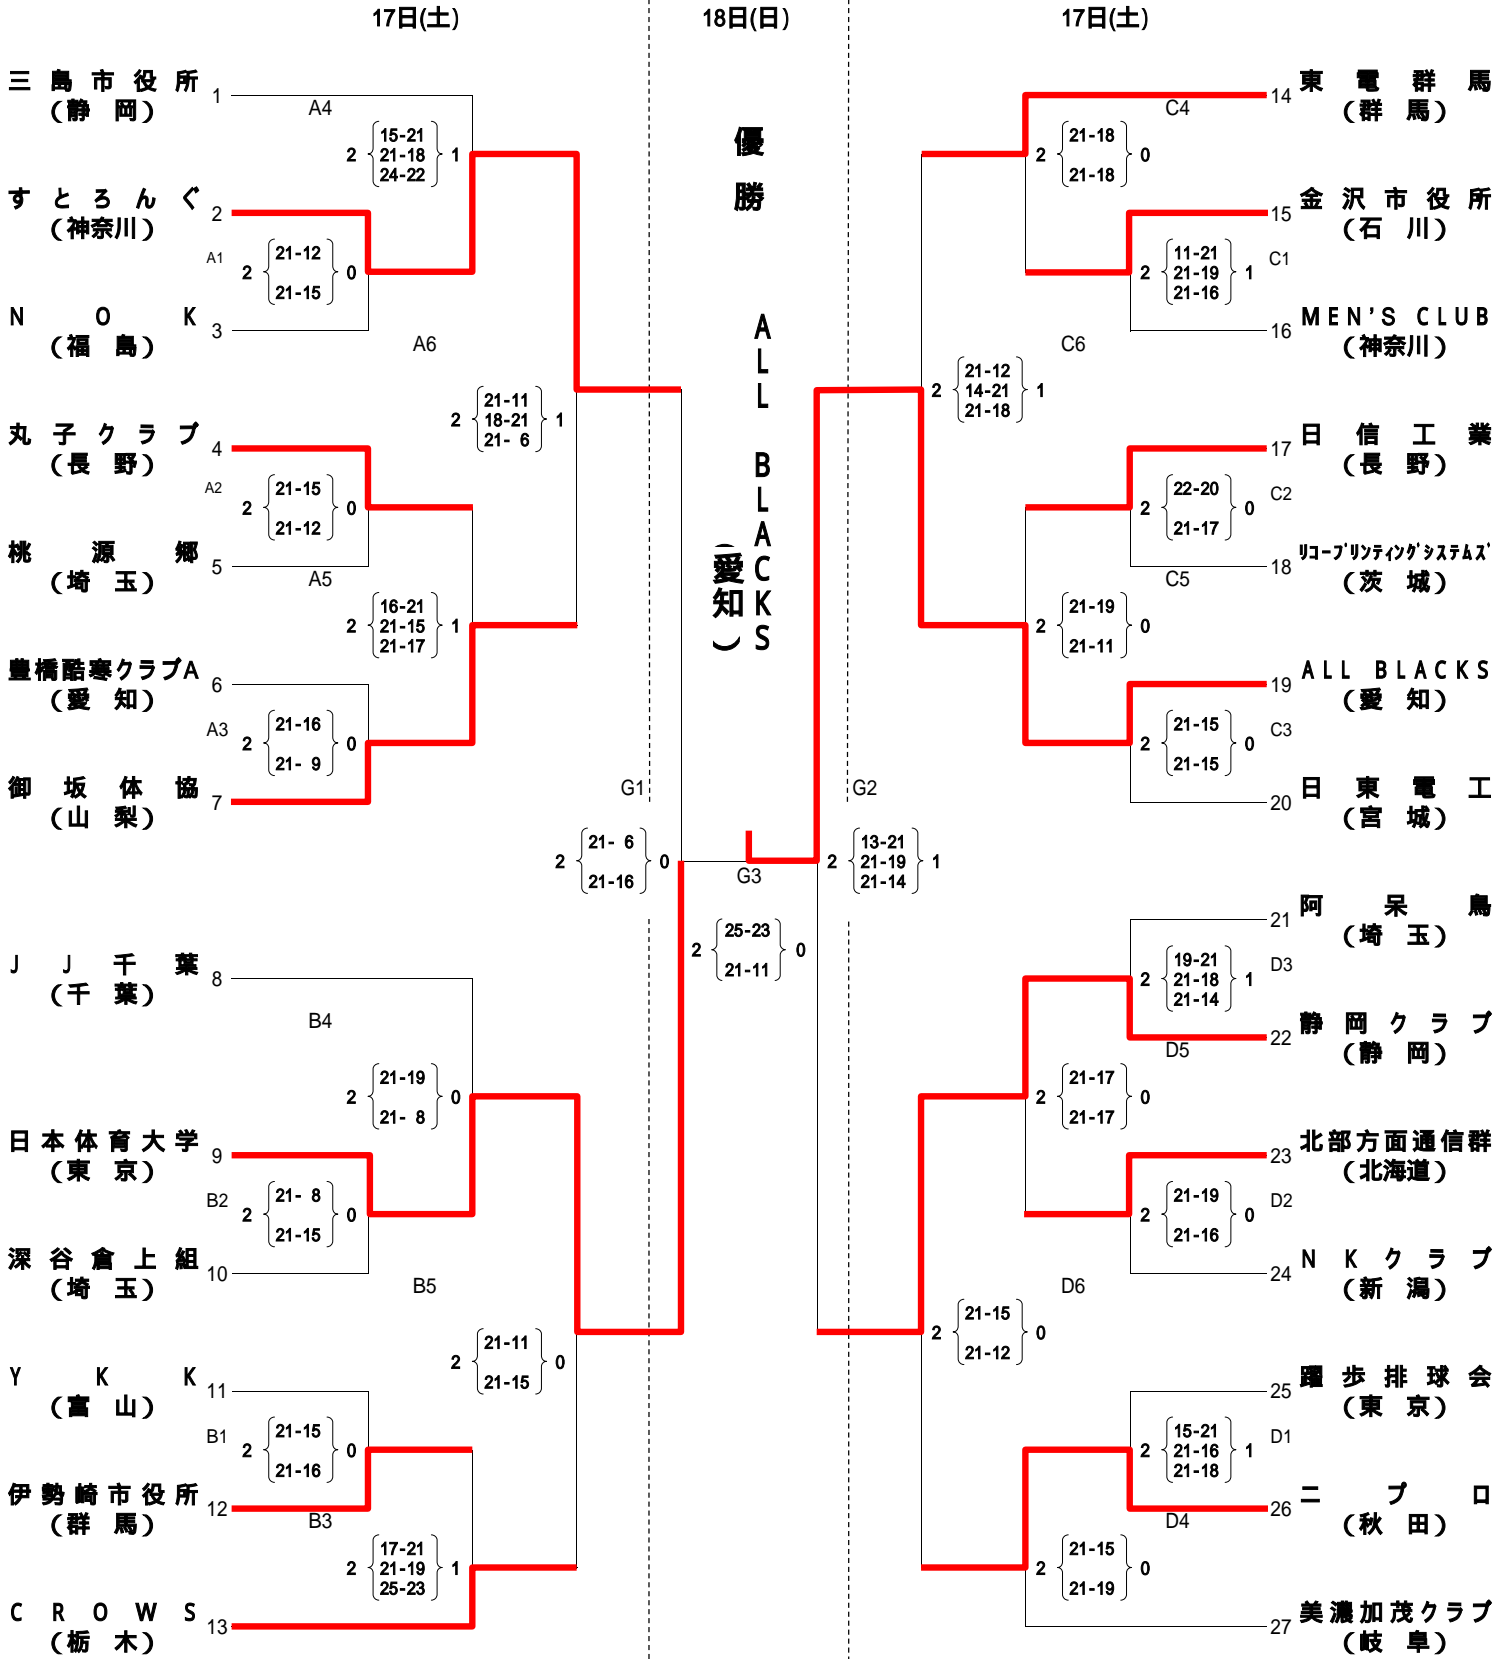 17日(土)
18日(日)
17日(土)
優勝
ALL BLACKS
(愛知)
三島市役所
(静 岡)
1
A4
2 15-21 1
21-18
24-22
すとろんぐ
(神奈川)
2
A1
2 21-12 0
21-15
N O K
(福 島)
3
A6
2 21-11 1
18-21
21- 6
丸子クラブ
(長 野)
4
A2
2 21-15 0
21-12
桃源郷
(埼 玉)
5
A5
2 16-21 1
21-15
21-17
豊橋酷寒クラブA
(愛 知)
6
A3
2 21-16 0
21- 9
御坂体協
(山 梨)
7
G1
2 21- 6 0
21-16
G3
2 25-23 0
21-11
JJ千葉
(千 葉)
8
B4
2 21-19 0
21- 8
日本体育大学
(東 京)
9
B2
2 21- 8 0
21-15
深谷倉上組
(埼 玉)
10
B5
2 21-11 0
21-15
Y K K
(富 山)
11
B1
2 21-15 0
21-16
伊勢崎市役所
(群 馬)
12
B3
2 17-21 1
21-19
25-23
CROWS
(栃 木)
13
東電群馬
(群 馬)
14
C4
2 21-18 0
21-18
金沢市役所
(石 川)
15
C1
2 11-21 1
21-19
21-16
MEN'S CLUB
(神奈川)
16
C6
2 21-12 1
14-21
21-18
日信工業
(長 野)
17
C2
2 22-20 0
21-17
ﾘｺｰﾌﾟﾘﾝﾃｨﾝｸﾞｼｽﾃﾑｽﾞ
(茨 城)
18
C5
2 21-19 0
21-11
ALL BLACKS
(愛 知)
19
C3
2 21-15 0
21-15
日東電工
(宮 城)
20
G2
2 13-21 1
21-19
21-14
阿呆鳥
(埼 玉)
21
D3
2 19-21 1
21-18
21-14
静岡クラブ
(静 岡)
22
D5
2 21-17 0
21-17
北部方面通信群
(北海道)
23
D2
2 21-19 0
21-16
NKクラブ
(新 潟)
24
D6
2 21-15 0
21-12
躍歩排球会
(東 京)
25
D1
2 15-21 1
21-16
21-18
ニプロ
(秋 田)
26
D4
2 21-15 0
21-19
美濃加茂クラブ
(岐 阜)
27